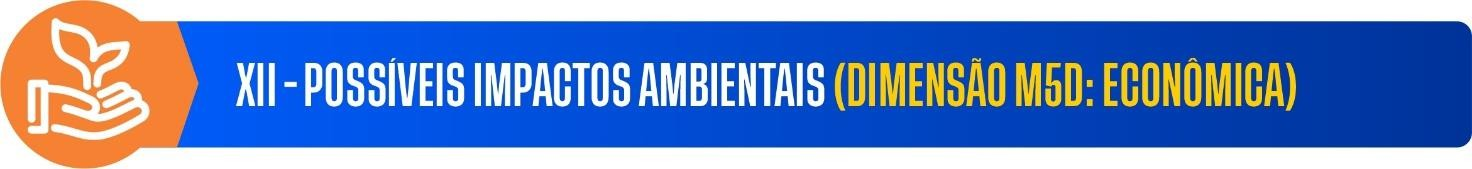 XII - POSSÍVEIS IMPACTOS AMBIENTAIS (DIMENSÃO M5D: ECONÔMICA)